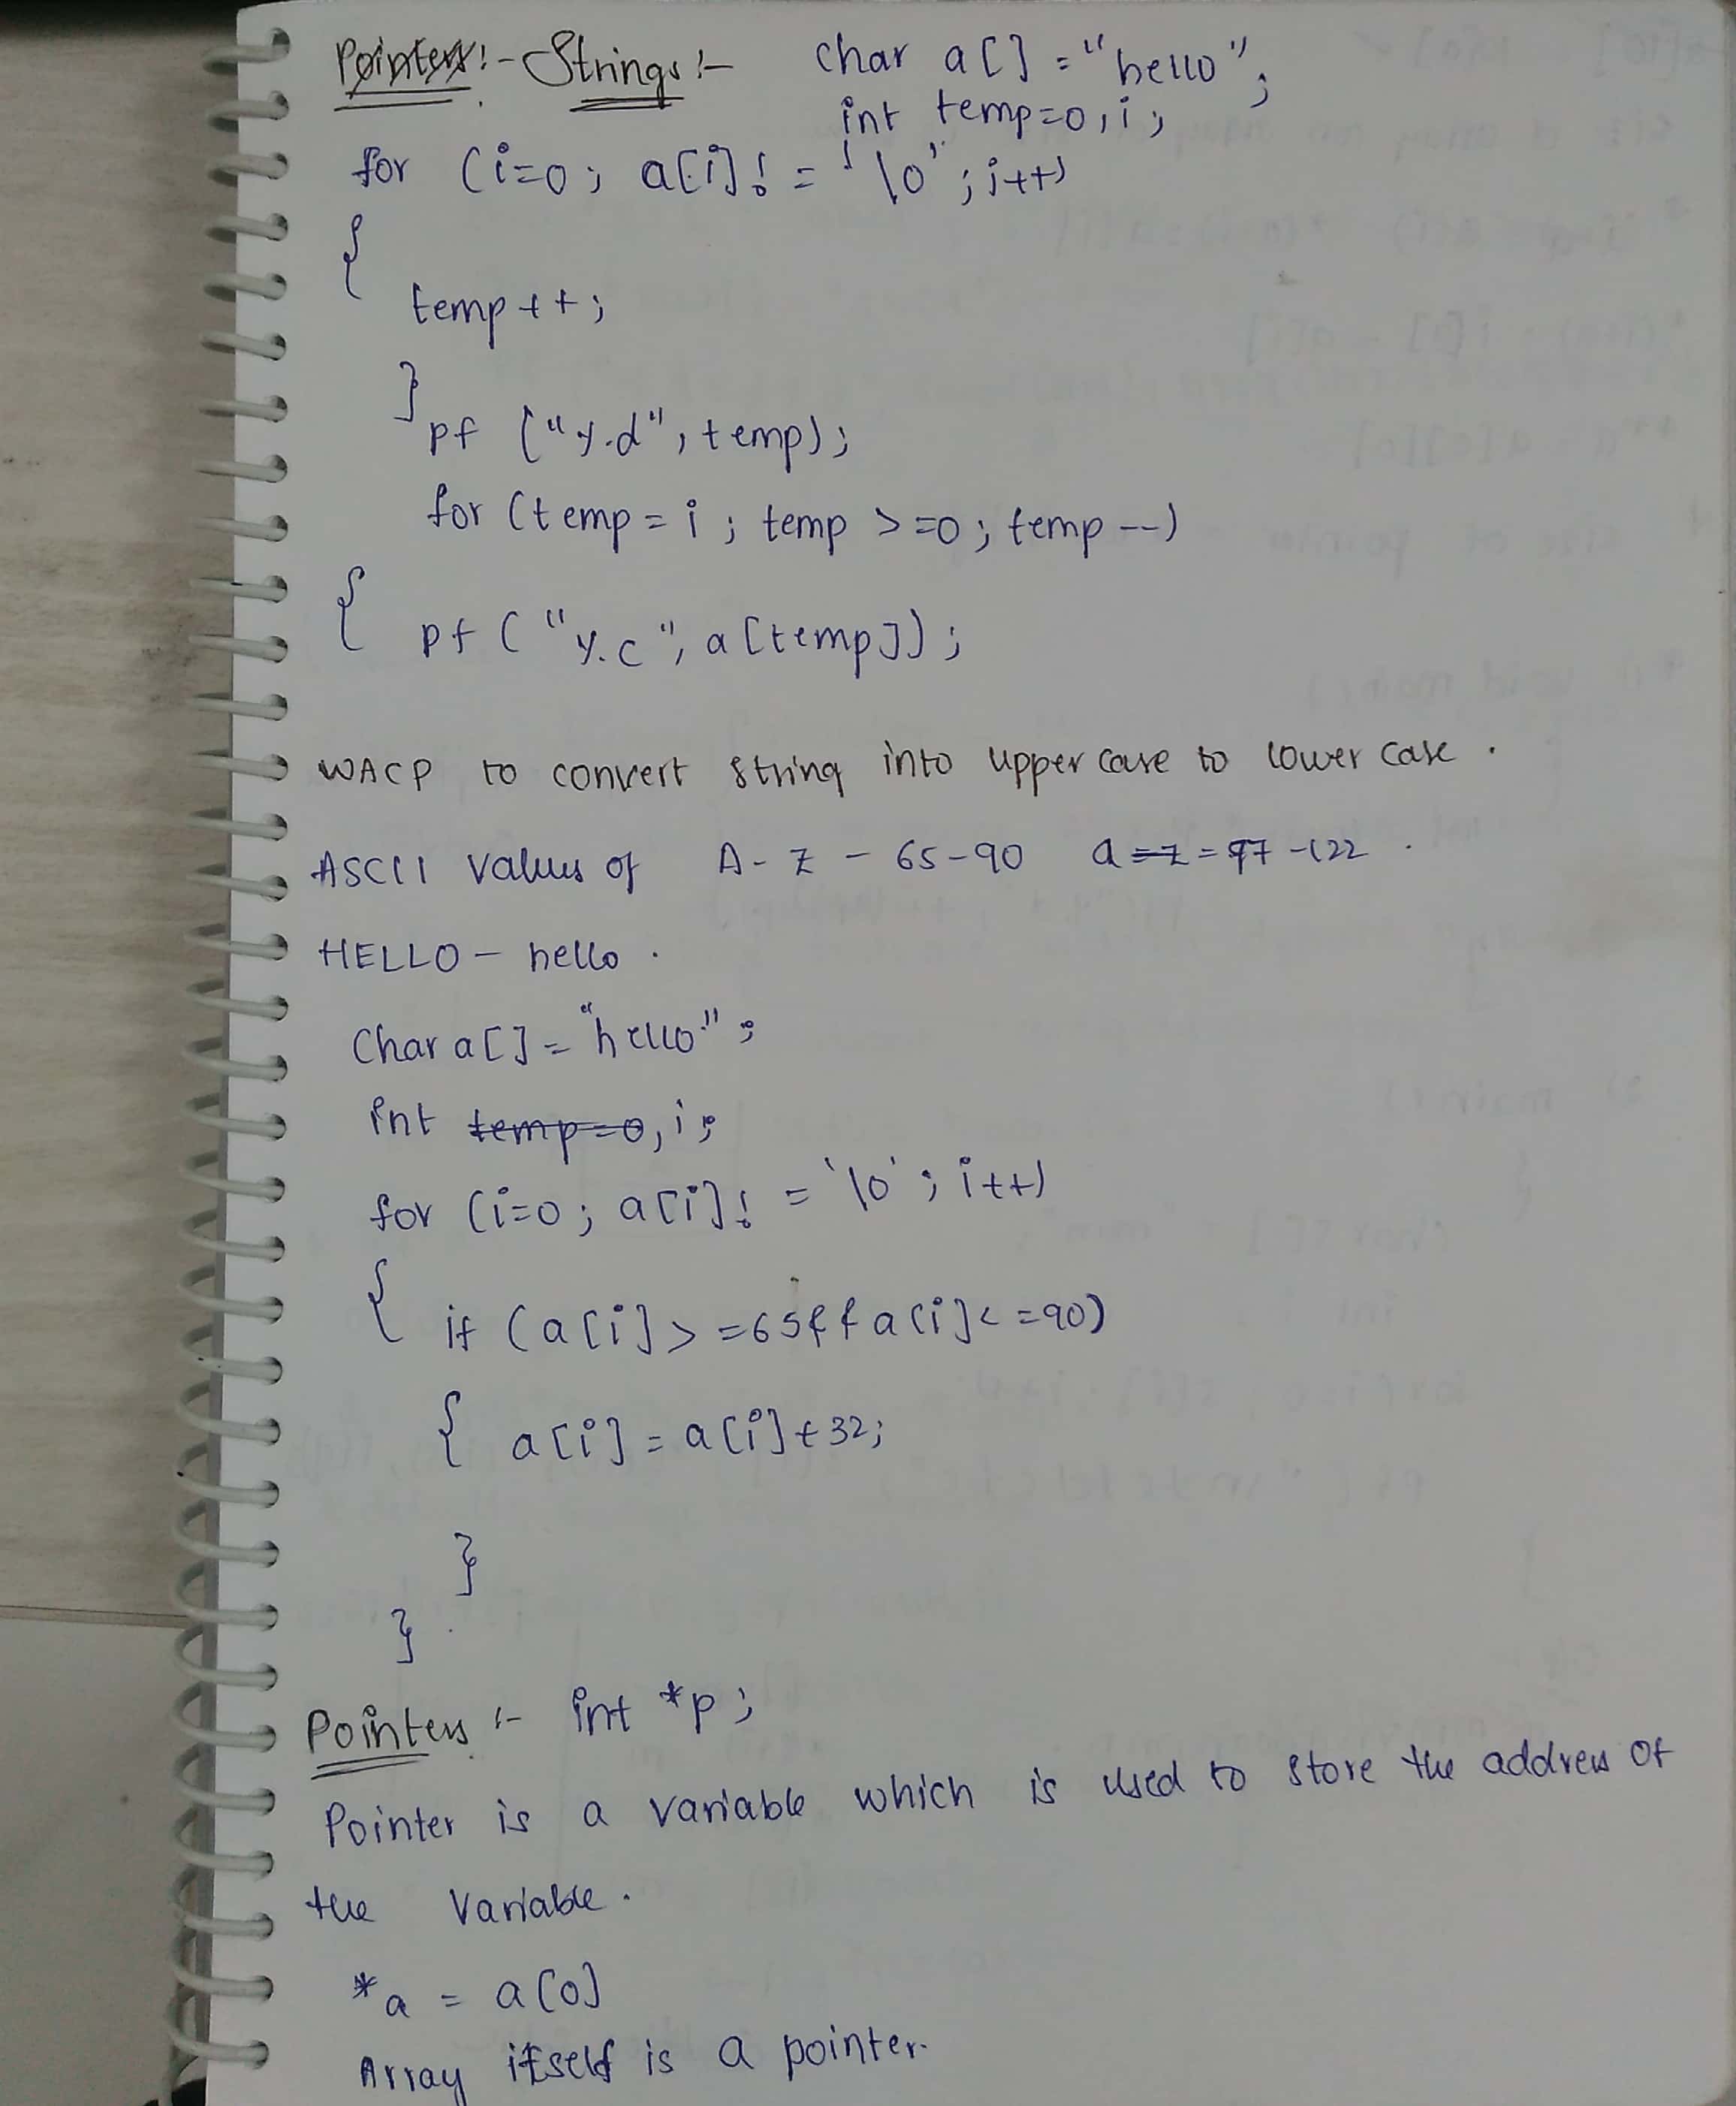 Pointers:- Strings:- char a[] = "hello";
int temp=0,i;
for (i=0; a[i]! = '\0'; i++)
{
temp++;
}
pf ("%d", temp);
for (temp = i; temp >=0; temp--)
{ pf ("%c", a[temp]);
WACP to convert string into upper case to lower case.
ASCII values of A-Z - 65-90 a-z = 97-122.
HELLO - hello.
Char a[] = "hello";
int temp=0, i;
for (i=0; a[i]! = '\0'; i++)
{ if (a[i]>=65&&a[i]<=90)
{ a[i] = a[i]+32;
}
}
Pointers :- int *p;
Pointer is a variable which is used to store the address of
the variable.
*a = a[0]
Array itself is a pointer.